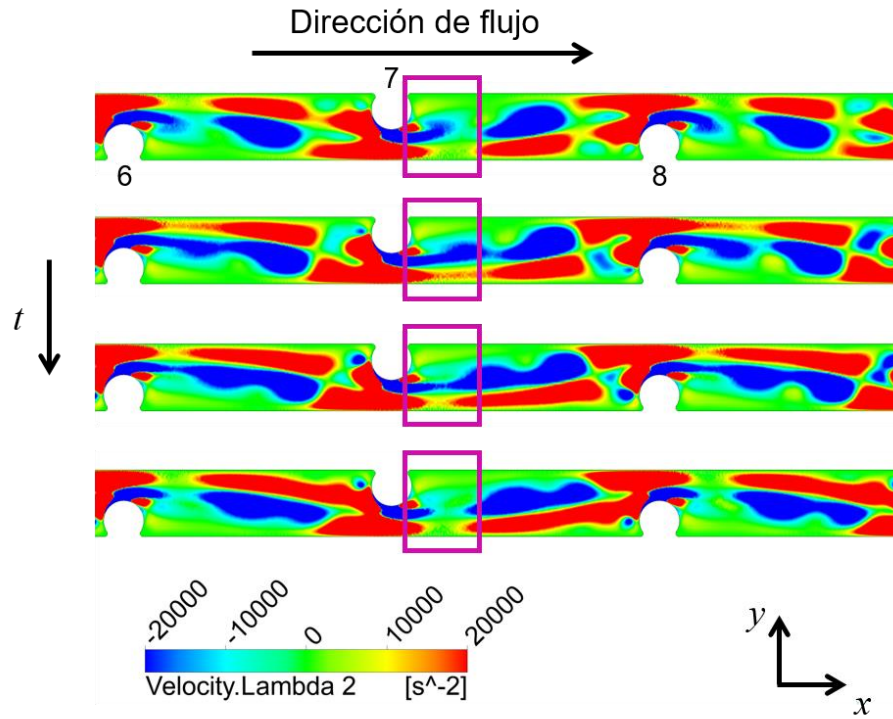 Dirección de flujo
7
6
8
t
-20000
-10000
0
10000
20000
Velocity.Lambda 2
[s^-2]
y
x